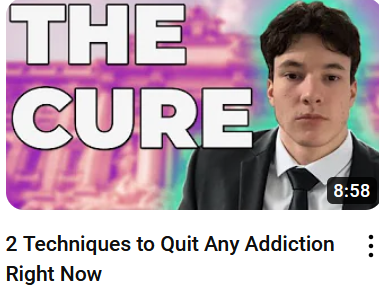 THE
CURE
8:58
2 Techniques to Quit Any Addiction
Right Now